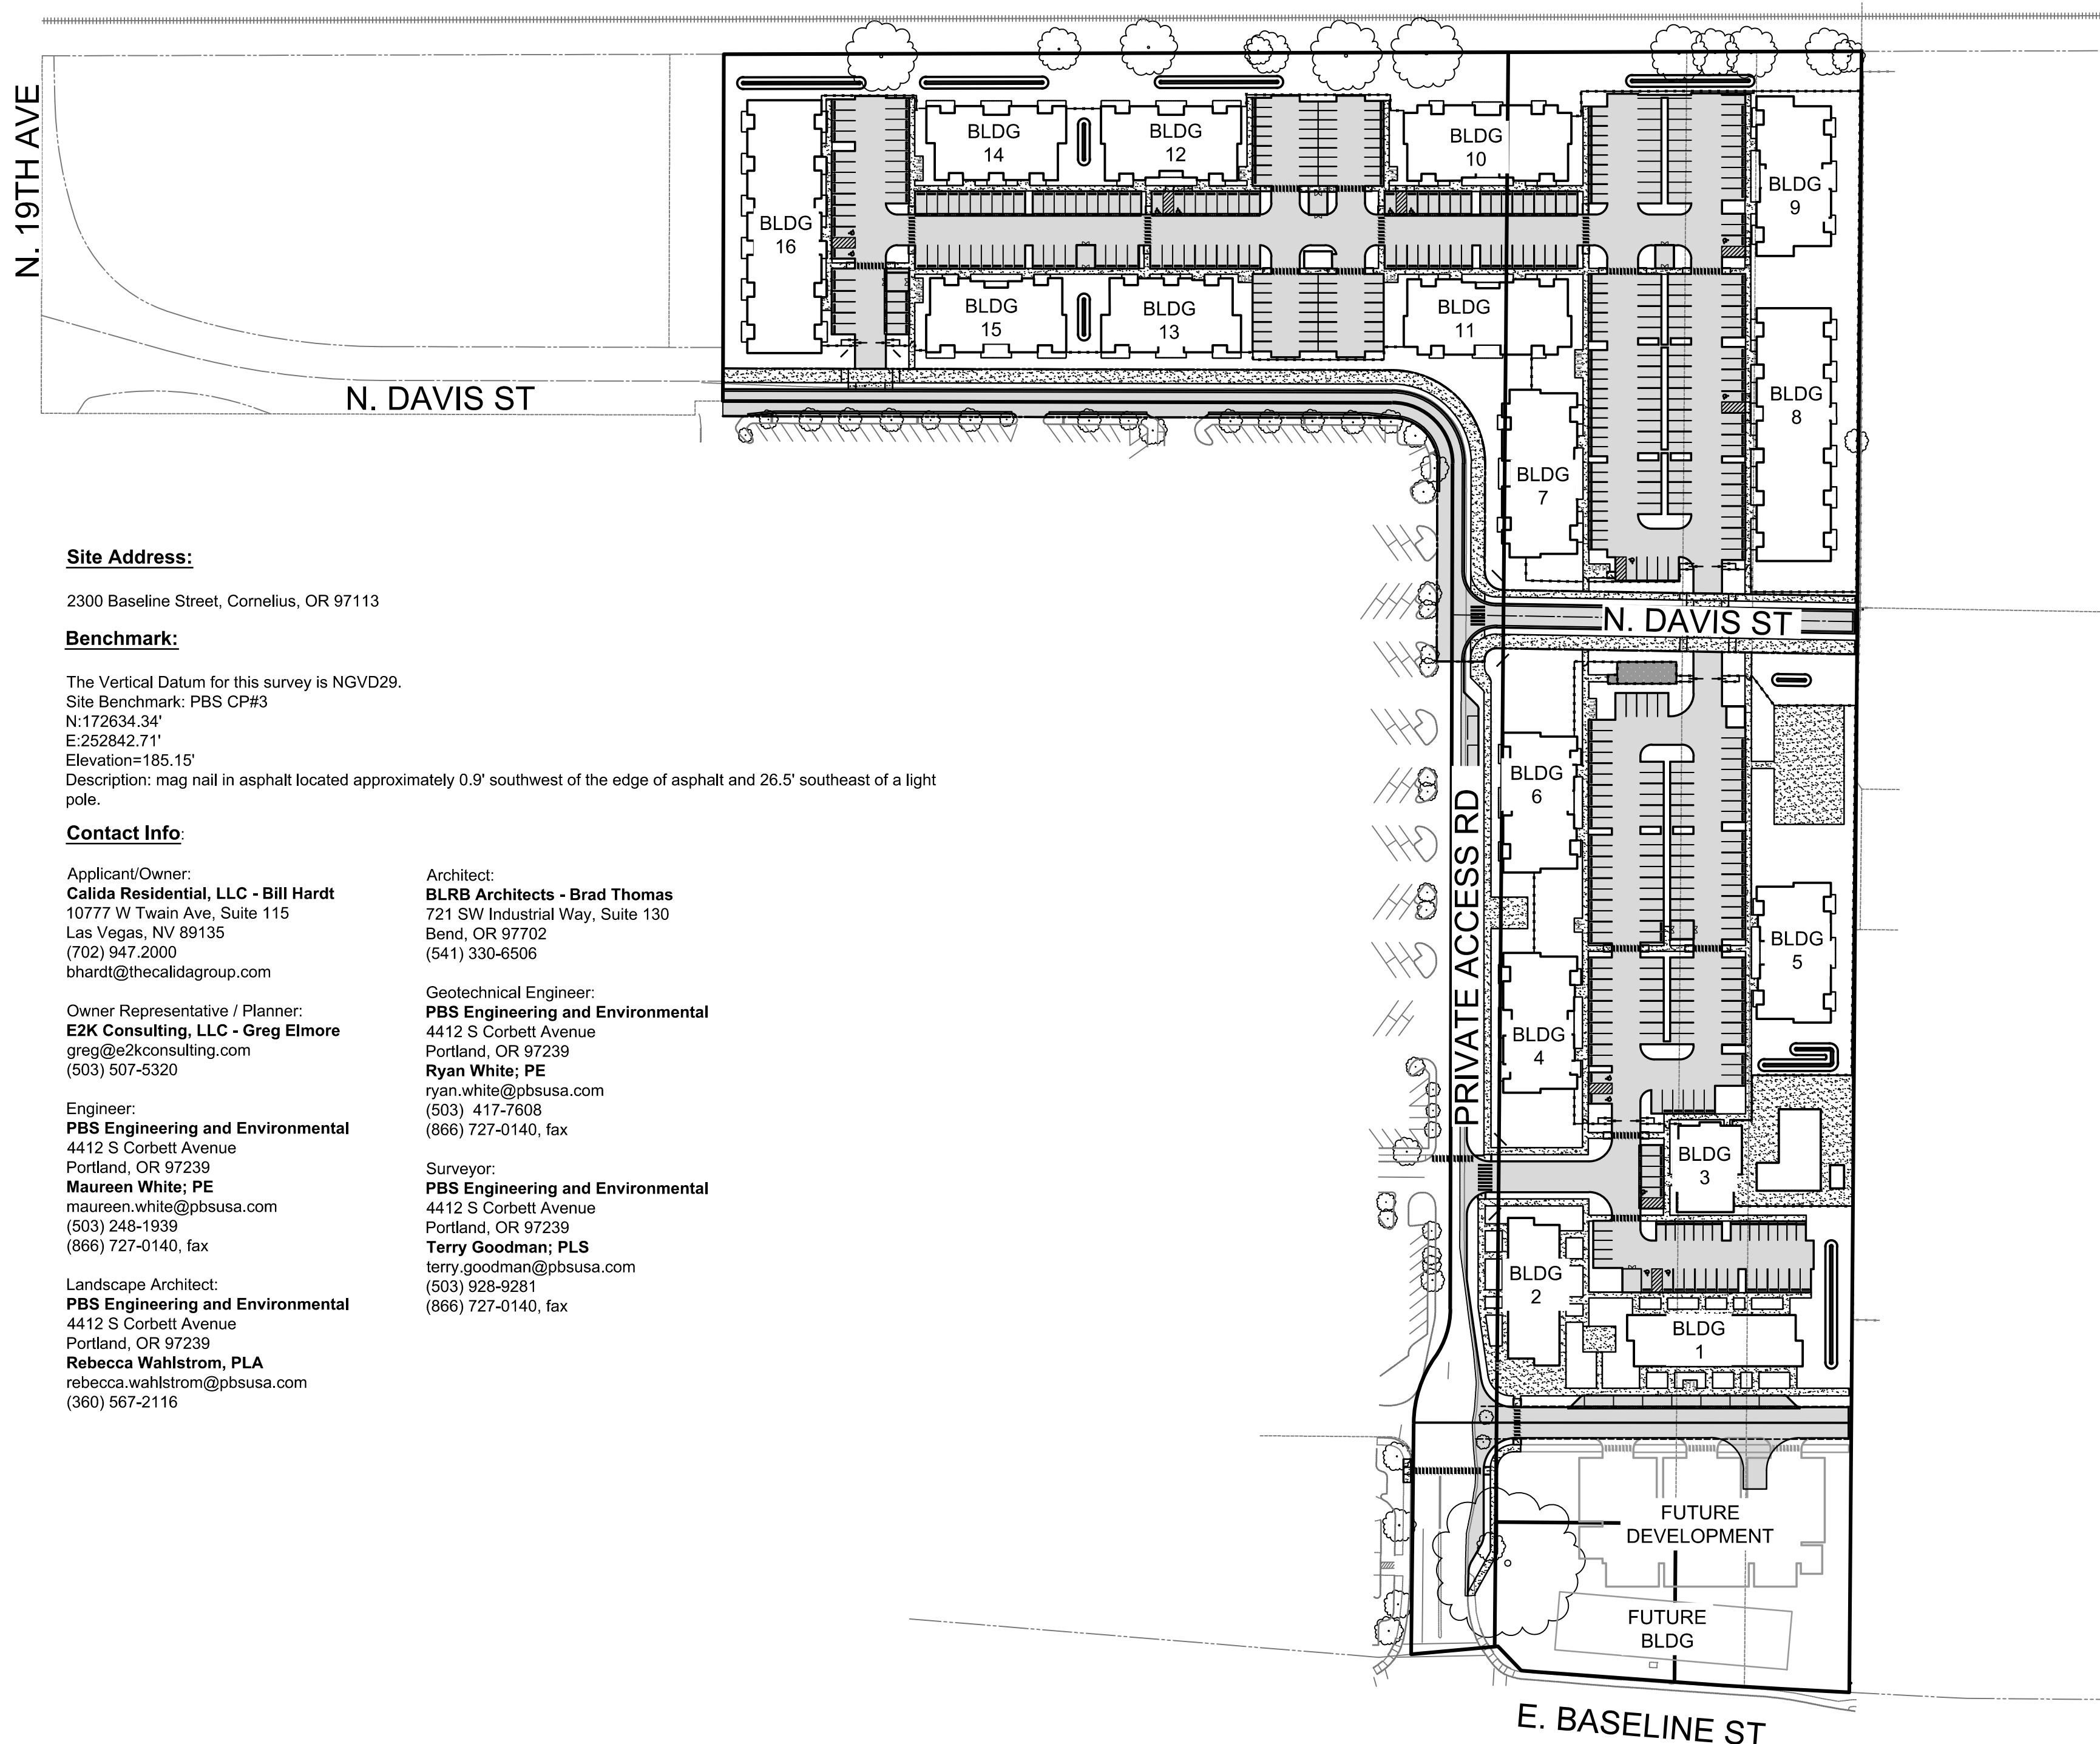 N. 19TH AVE
BLDG
14
BLDG
12
BLDG
10
BLDG
9
BLDG
16
BLDG
15
BLDG
13
BLDG
11
N. DAVIS ST
BLDG
8
BLDG
7
N. DAVIS ST
Site Address:
2300 Baseline Street, Cornelius, OR 97113
Benchmark:
The Vertical Datum for this survey is NGVD29.
Site Benchmark: PBS CP#3
N:172634.34'
E:252842.71'
Elevation=185.15'
Description: mag nail in asphalt located approximately 0.9' southwest of the edge of asphalt and 26.5' southeast of a light
pole.
Contact Info:
Applicant/Owner:
Calida Residential, LLC - Bill Hardt
10777 W Twain Ave, Suite 115
Las Vegas, NV 89135
(702) 947.2000
bhardt@thecalidagroup.com
Owner Representative / Planner:
E2K Consulting, LLC - Greg Elmore
greg@e2kconsulting.com
(503) 507-5320
Engineer:
PBS Engineering and Environmental
4412 S Corbett Avenue
Portland, OR 97239
Maureen White; PE
maureen.white@pbsusa.com
(503) 248-1939
(866) 727-0140, fax
Landscape Architect:
PBS Engineering and Environmental
4412 S Corbett Avenue
Portland, OR 97239
Rebecca Wahlstrom, PLA
rebecca.wahlstrom@pbsusa.com
(360) 567-2116
Architect:
BLRB Architects - Brad Thomas
721 SW Industrial Way, Suite 130
Bend, OR 97702
(541) 330-6506
Geotechnical Engineer:
PBS Engineering and Environmental
4412 S Corbett Avenue
Portland, OR 97239
Ryan White; PE
ryan.white@pbsusa.com
(503) 417-7608
(866) 727-0140, fax
Surveyor:
PBS Engineering and Environmental
4412 S Corbett Avenue
Portland, OR 97239
Terry Goodman; PLS
terry.goodman@pbsusa.com
(503) 928-9281
(866) 727-0140, fax
PRIVATE ACCESS RD
BLDG
6
BLDG
5
BLDG
4
BLDG
3
BLDG
2
BLDG
1
FUTURE
DEVELOPMENT
FUTURE
BLDG
E. BASELINE ST